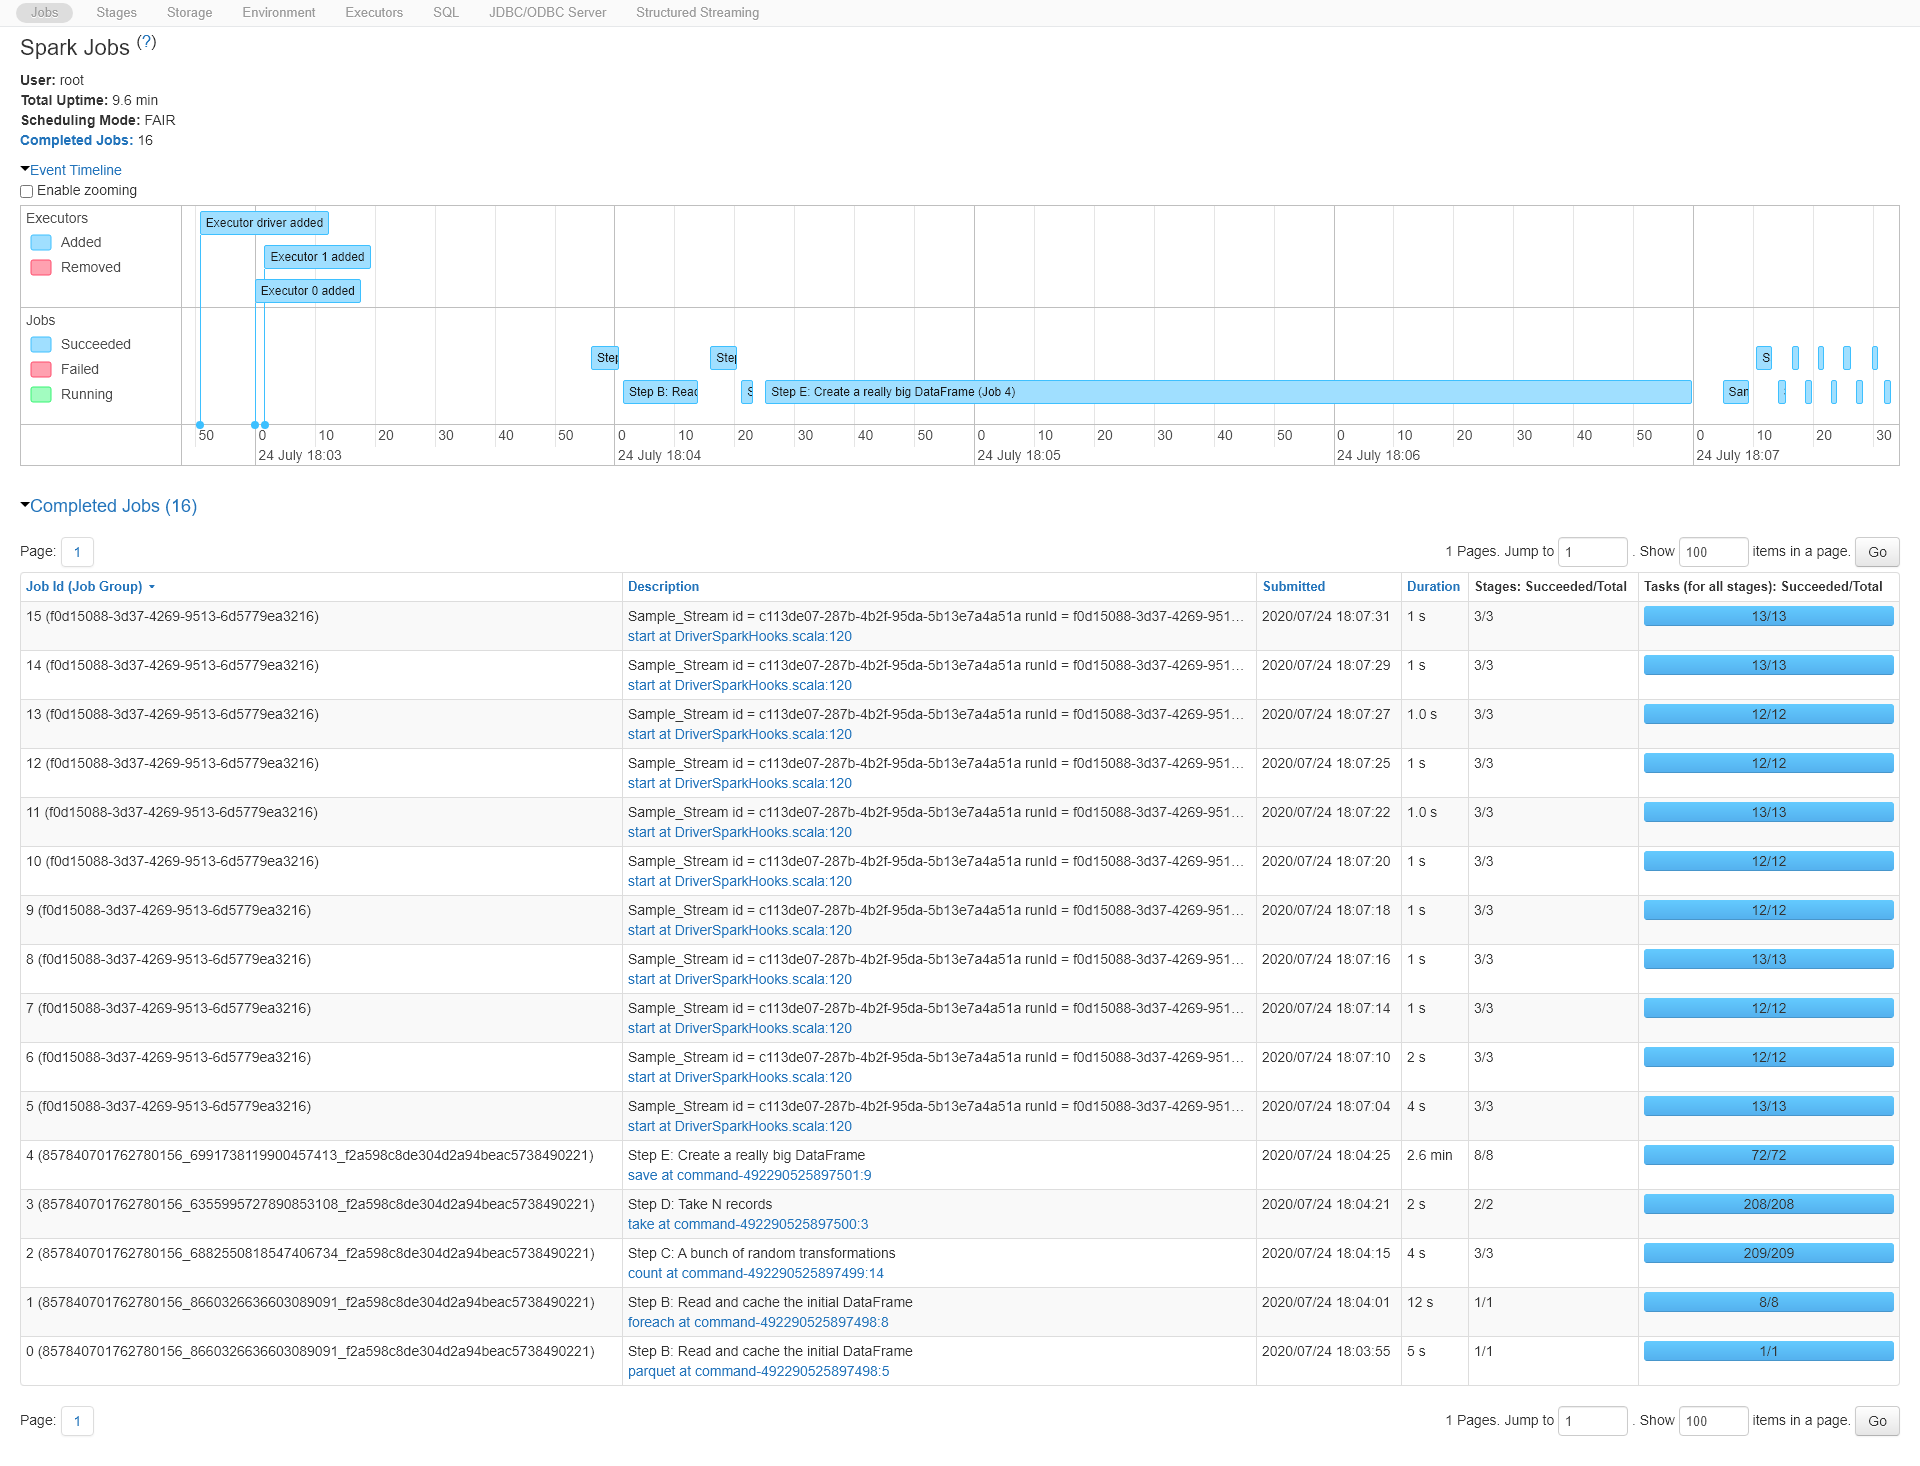 Jobs Stages Storage Environment Executors SQL JDBC/ODBC Server Structured Streaming
Spark Jobs (?)
User: root
Total Uptime: 9.6 min
Scheduling Mode: FAIR
Completed Jobs: 16
Event Timeline
Enable zooming
Executors
Added
Removed
Executor driver added
Executor 1 added
Executor 0 added
Jobs
Succeeded
Failed
Running
Step Step S
Step B: Read S Step E: Create a really big DataFrame (Job 4) Sam
50 0 10 20 30 40 50 0 10 20 30 40 50 0 10 20 30 40 50 0 10 20 30 40 50 0 10 20 30
24 July 18:03 24 July 18:04 24 July 18:05 24 July 18:06 24 July 18:07
Completed Jobs (16)
Page: 1 1 Pages. Jump to 1 . Show 100 items in a page. Go
Job Id (Job Group) Description Submitted Duration Stages: Succeeded/Total Tasks (for all stages): Succeeded/Total
15 (f0d15088-3d37-4269-9513-6d5779ea3216) Sample_Stream id = c113de07-287b-4b2f-95da-5b13e7a4a51a runId = f0d15088-3d37-4269-951... 2020/07/24 18:07:31 1 s 3/3 13/13
start at DriverSparkHooks.scala:120
14 (f0d15088-3d37-4269-9513-6d5779ea3216) Sample_Stream id = c113de07-287b-4b2f-95da-5b13e7a4a51a runId = f0d15088-3d37-4269-951... 2020/07/24 18:07:29 1 s 3/3 13/13
start at DriverSparkHooks.scala:120
13 (f0d15088-3d37-4269-9513-6d5779ea3216) Sample_Stream id = c113de07-287b-4b2f-95da-5b13e7a4a51a runId = f0d15088-3d37-4269-951... 2020/07/24 18:07:27 1.0 s 3/3 12/12
start at DriverSparkHooks.scala:120
12 (f0d15088-3d37-4269-9513-6d5779ea3216) Sample_Stream id = c113de07-287b-4b2f-95da-5b13e7a4a51a runId = f0d15088-3d37-4269-951... 2020/07/24 18:07:25 1 s 3/3 12/12
start at DriverSparkHooks.scala:120
11 (f0d15088-3d37-4269-9513-6d5779ea3216) Sample_Stream id = c113de07-287b-4b2f-95da-5b13e7a4a51a runId = f0d15088-3d37-4269-951... 2020/07/24 18:07:22 1.0 s 3/3 13/13
start at DriverSparkHooks.scala:120
10 (f0d15088-3d37-4269-9513-6d5779ea3216) Sample_Stream id = c113de07-287b-4b2f-95da-5b13e7a4a51a runId = f0d15088-3d37-4269-951... 2020/07/24 18:07:20 1 s 3/3 12/12
start at DriverSparkHooks.scala:120
9 (f0d15088-3d37-4269-9513-6d5779ea3216) Sample_Stream id = c113de07-287b-4b2f-95da-5b13e7a4a51a runId = f0d15088-3d37-4269-951... 2020/07/24 18:07:18 1 s 3/3 12/12
start at DriverSparkHooks.scala:120
8 (f0d15088-3d37-4269-9513-6d5779ea3216) Sample_Stream id = c113de07-287b-4b2f-95da-5b13e7a4a51a runId = f0d15088-3d37-4269-951... 2020/07/24 18:07:16 1 s 3/3 13/13
start at DriverSparkHooks.scala:120
7 (f0d15088-3d37-4269-9513-6d5779ea3216) Sample_Stream id = c113de07-287b-4b2f-95da-5b13e7a4a51a runId = f0d15088-3d37-4269-951... 2020/07/24 18:07:14 1 s 3/3 12/12
start at DriverSparkHooks.scala:120
6 (f0d15088-3d37-4269-9513-6d5779ea3216) Sample_Stream id = c113de07-287b-4b2f-95da-5b13e7a4a51a runId = f0d15088-3d37-4269-951... 2020/07/24 18:07:10 2 s 3/3 12/12
start at DriverSparkHooks.scala:120
5 (f0d15088-3d37-4269-9513-6d5779ea3216) Sample_Stream id = c113de07-287b-4b2f-95da-5b13e7a4a51a runId = f0d15088-3d37-4269-951... 2020/07/24 18:07:04 4 s 3/3 13/13
start at DriverSparkHooks.scala:120
4 (857840701762780156_6991738119900457413_f2a598c8de304d2a94beac5738490221) Step E: Create a really big DataFrame 2020/07/24 18:04:25 2.6 min 8/8 72/72
save at command-492290525897501:9
3 (857840701762780156_6355995727890853108_f2a598c8de304d2a94beac5738490221) Step D: Take N records 2020/07/24 18:04:21 2 s 2/2 208/208
take at command-492290525897500:3
2 (857840701762780156_6882550818547406734_f2a598c8de304d2a94beac5738490221) Step C: A bunch of random transformations 2020/07/24 18:04:15 4 s 3/3 209/209
count at command-492290525897499:14
1 (857840701762780156_8660326636603089091_f2a598c8de304d2a94beac5738490221) Step B: Read and cache the initial DataFrame 2020/07/24 18:04:01 12 s 1/1 8/8
foreach at command-492290525897498:8
0 (857840701762780156_8660326636603089091_f2a598c8de304d2a94beac5738490221) Step B: Read and cache the initial DataFrame 2020/07/24 18:03:55 5 s 1/1 1/1
parquet at command-492290525897498:5
Page: 1 1 Pages. Jump to 1 . Show 100 items in a page. Go